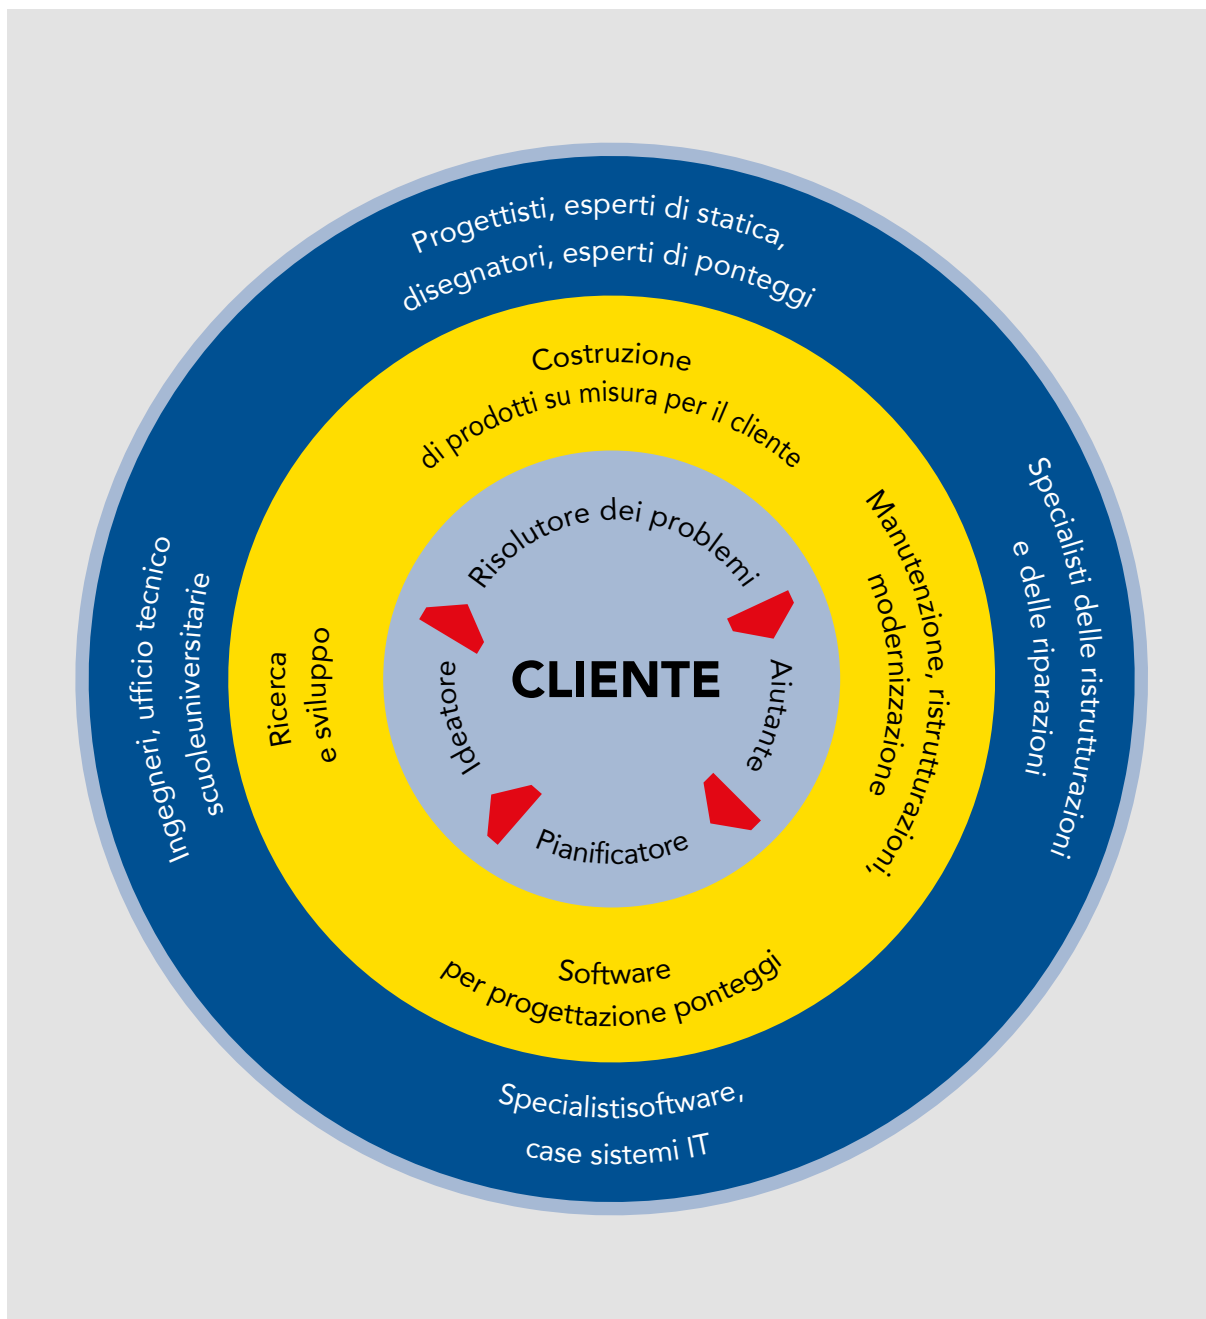 Progettisti, esperti di statica,
disegnatori, esperti di ponteggi
Costruzione
di prodotti su misura per il cliente
Risolutore dei problemi
Specialisti delle ristrutturazioni
e delle riparazioni
Manutenzione, ristrutturazioni,
modernizzazione
Ingegneri, ufficio tecnico
scuoleuniversitarie
Ricerca
e sviluppo
Ideatore
CLIENTE
Aiutante
Pianificatore
Software
per progettazione ponteggi
Specialistisoftware,
case sistemi IT